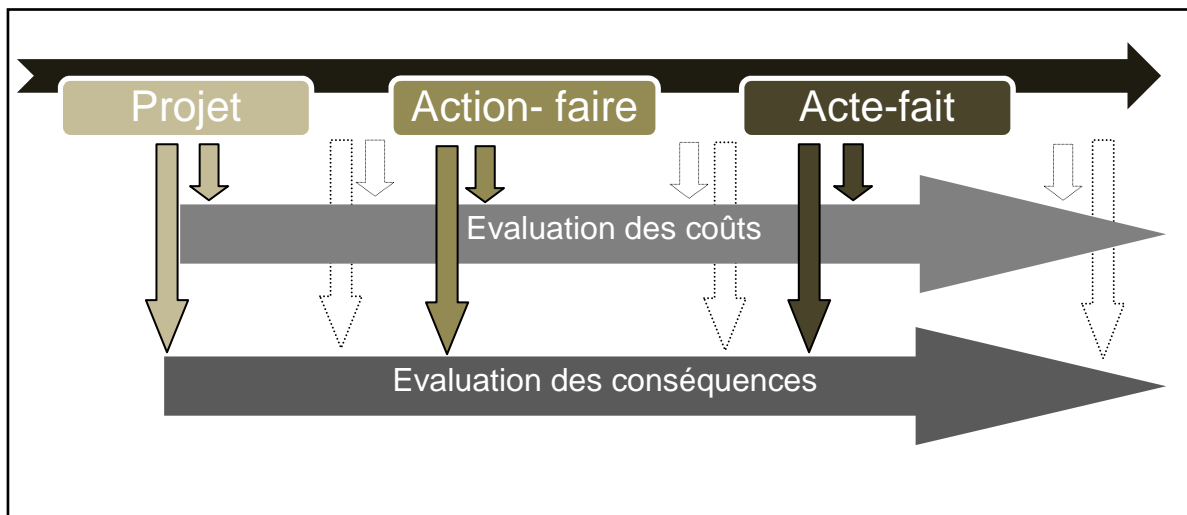 Projet
Action- faire
Acte-fait
Evaluation des coûts
Evaluation des conséquences